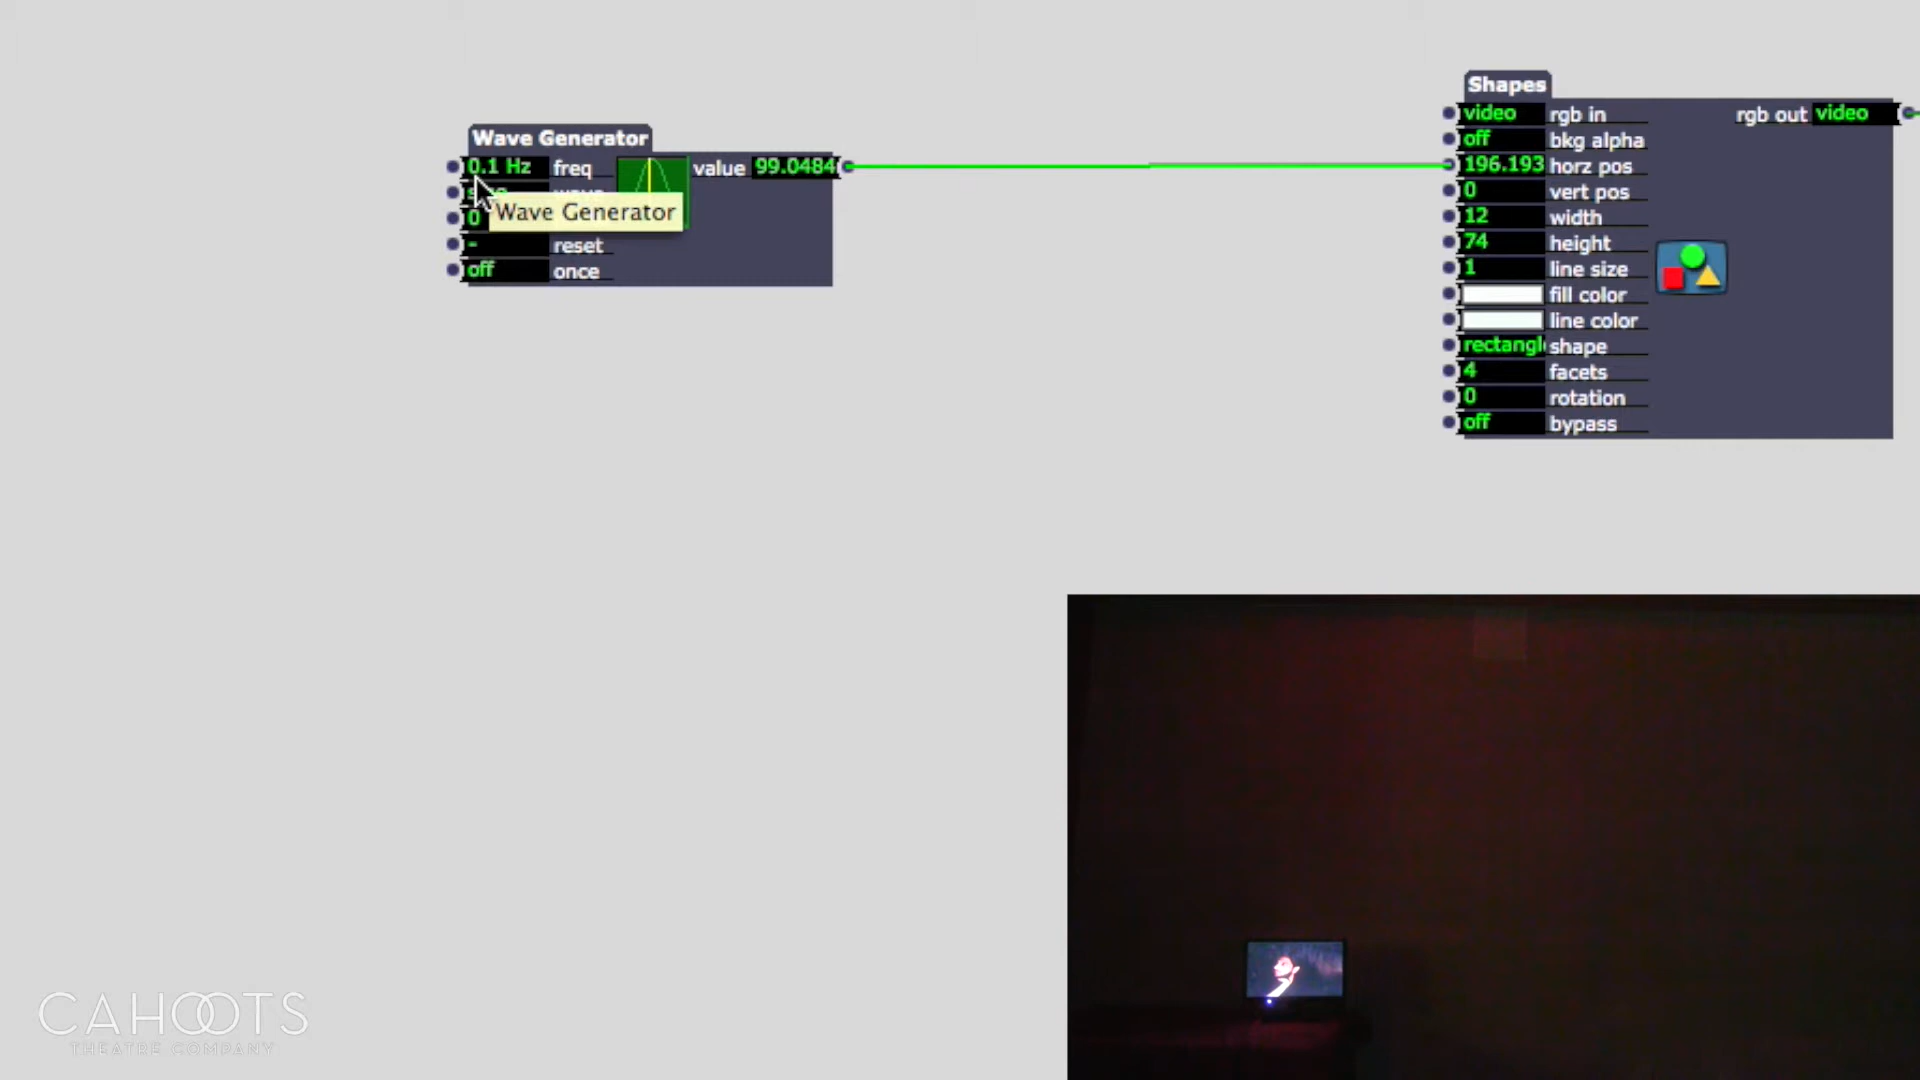 Shapes
video rgb in
rgb out video
off bkg alpha
Wave Generator
0.1 Hz freq
value 99.0484
196.193 horz pos
0 vert pos
Wave Generator
0
12 width
- reset
74 height
off once
1 line size
fill color
line color
rectangl shape
4 facets
0 rotation
off bypass
CAHOOTS
THEATRE COMPANY